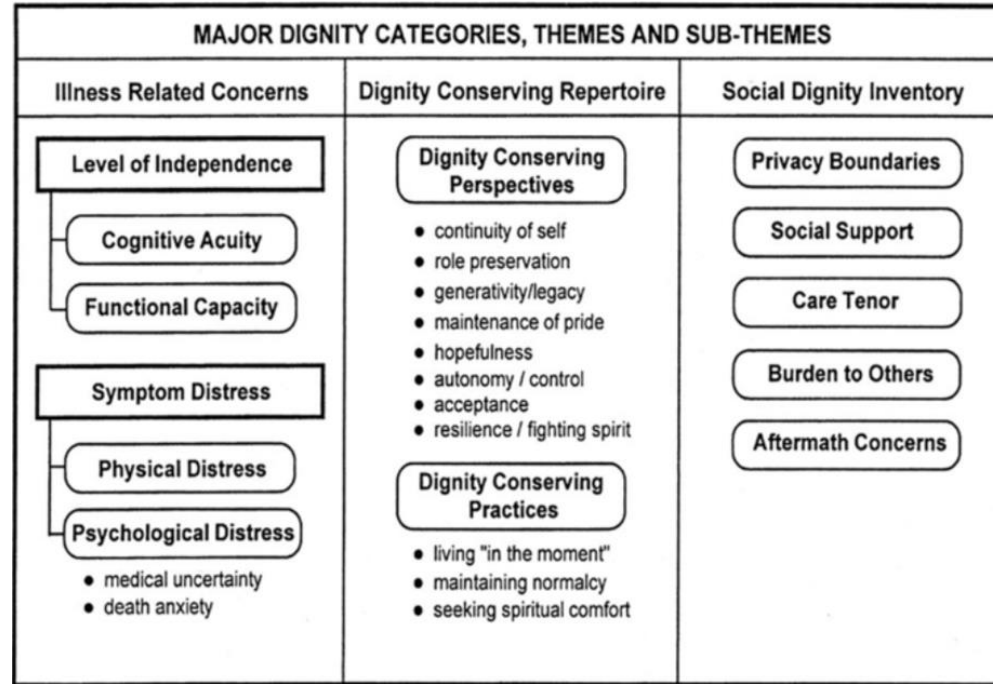 MAJOR DIGNITY CATEGORIES, THEMES AND SUB-THEMES
Illness Related Concerns
Level of Independence
Cognitive Acuity
Functional Capacity
Symptom Distress
Physical Distress
Psychological Distress
● medical uncertainty
● death anxiety
Dignity Conserving Repertoire
Dignity Conserving
Perspectives
● continuity of self
● role preservation
● generativity/legacy
● maintenance of pride
● hopefulness
● autonomy / control
● acceptance
● resilience / fighting spirit
Dignity Conserving
Practices
● living "in the moment"
● maintaining normalcy
● seeking spiritual comfort
Social Dignity Inventory
Privacy Boundaries
Social Support
Care Tenor
Burden to Others
Aftermath Concerns